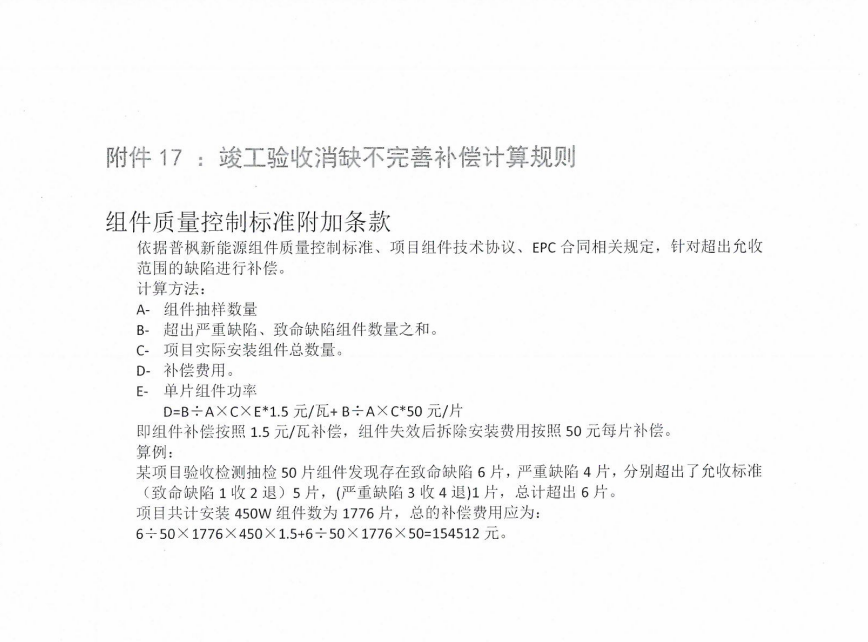 附件 17 ：竣工验收消缺不完善补偿计算规则
组件质量控制标准附加条款
依据普枫新能源组件质量控制标准、项目组件技术协议、EPC 合同相关规定，针对超出允收
范围的缺陷进行补偿。
计算方法：
A- 组件抽样数量
B- 超出严重缺陷、致命缺陷组件数量之和。
C- 项目实际安装组件总数量。
D- 补偿费用。
E- 单片组件功率
D=B÷A×C×E*1.5 元/瓦+ B÷A×C*50 元/片
即组件补偿按照 1.5 元/瓦补偿，组件失效后拆除安装费用按照 50 元每片补偿。
算例：
某项目验收检测抽检 50 片组件发现存在致命缺陷 6 片，严重缺陷 4 片，分别超出了允收标准
（致命缺陷 1 收 2 退）5 片，(严重缺陷 3 收 4 退)1 片，总计超出 6 片。
项目共计安装 450W 组件数为 1776 片，总的补偿费用应为：
6÷50×1776×450×1.5+6÷50×1776×50=154512 元。